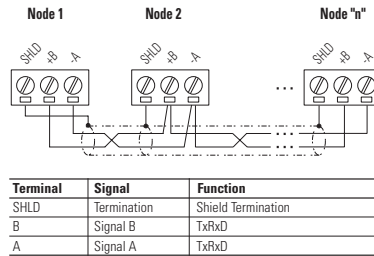 Node 1 Node 2 Node "n"
SHLD +B -A SHLD +B -A SHLD +B -A
... 
...
...
Terminal Signal Function
SHLD Termination Shield Termination
B Signal B TxRxD
A Signal A TxRxD